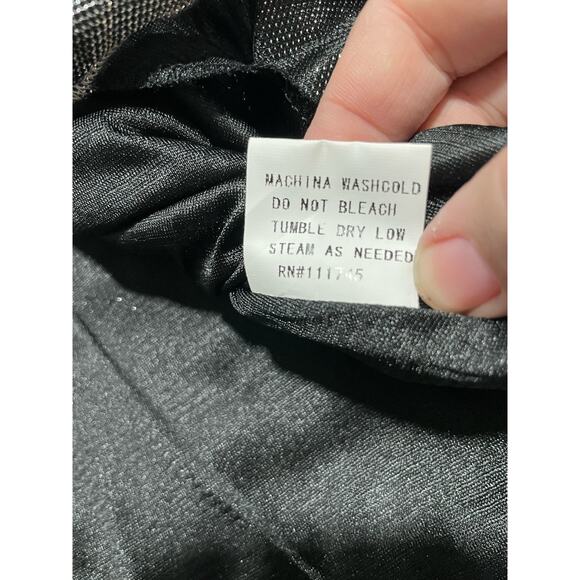 MACHINA WASHCOLD
DO NOT BLEACH
TUMBLE DRY LOW
STEAM AS NEEDED